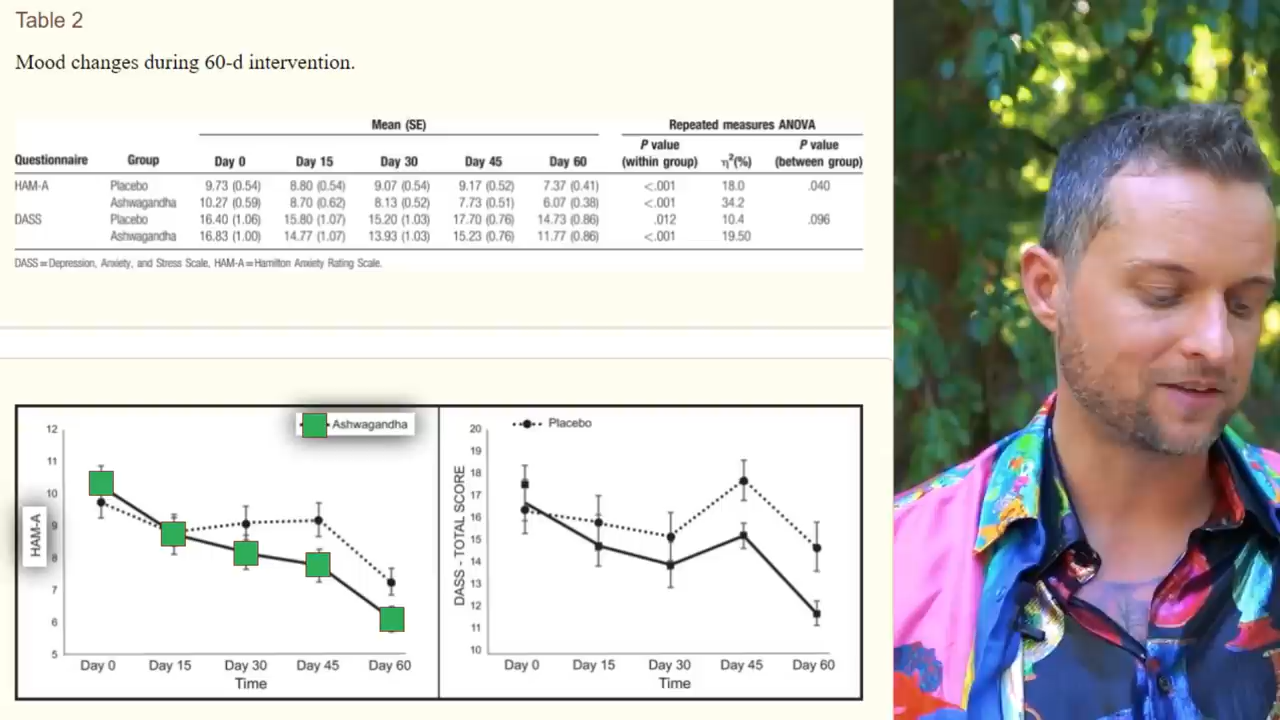 Table 2
Mood changes during 60-d intervention.
Mean (SE) Repeated measures ANOVA
P value P value
Questionnaire Group Day 0 Day 15 Day 30 Day 45 Day 60 (within group) η²(%) (between group)
HAM-A Placebo 9.73 (0.54) 8.80 (0.54) 9.07 (0.54) 9.17 (0.52) 7.37 (0.41) <.001 18.0 .040
Ashwagandha 10.27 (0.59) 8.70 (0.62) 8.13 (0.52) 7.73 (0.51) 6.07 (0.38) <.001 34.2
DASS Placebo 16.40 (1.06) 15.80 (1.07) 15.20 (1.03) 17.70 (0.76) 14.73 (0.86) .012 10.4 .096
Ashwagandha 16.83 (1.00) 14.77 (1.07) 13.93 (1.03) 15.23 (0.76) 11.77 (0.86) <.001 19.50
DASS=Depression, Anxiety, and Stress Scale, HAM-A=Hamilton Anxiety Rating Scale.
Ashwagandha
12
11
10
9
8
7
6
5
HAM-A
Day 0 Day 15 Day 30 Day 45 Day 60
Time
Placebo
20
19
18
17
16
15
14
13
12
11
10
DASS - TOTAL SCORE
Day 0 Day 15 Day 30 Day 45 Day 60
Time